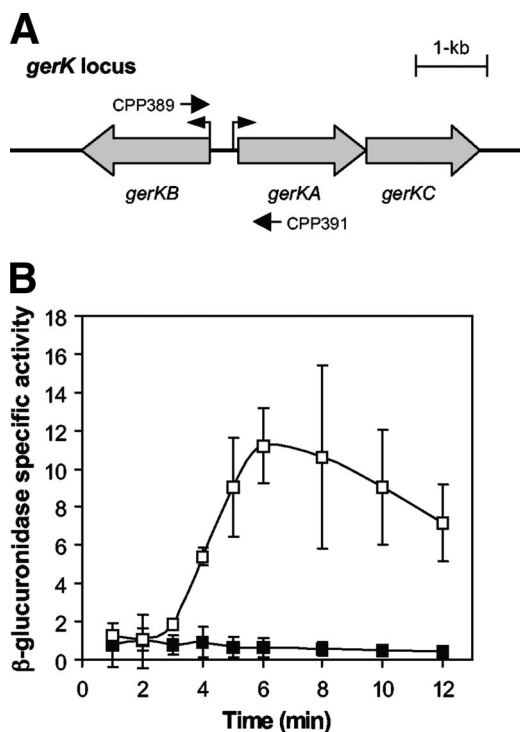 A
gerK locus
1-kb
CPP389
gerKB
gerKA
gerKC
CPP391
B
β-glucuronidase specific activity
18
16
14
12
10
8
6
4
2
0
0 2 4 6 8 10 12
Time (min)